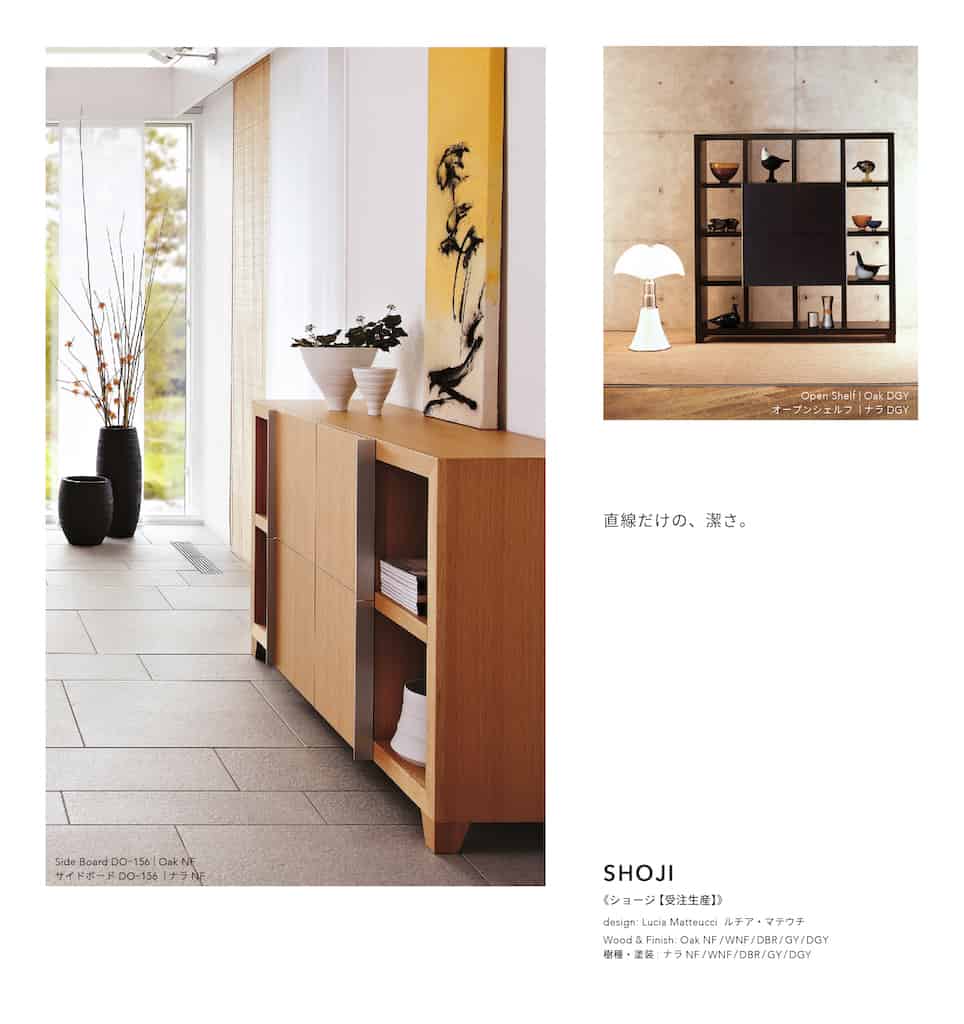 Open Shelf | Oak DGY
オープンシェルフ | ナラ DGY
直線だけの、潔さ。
Side Board DO-156 | Oak NF
サイドボード DO-156 | ナラ NF
SHOJI
《ショージ【受注生産】》
design: Lucia Matteucci ルチア・マテウチ
Wood & Finish: Oak NF/WNF/DBR/GY/DGY
樹種・塗装 : ナラ NF/WNF/DBR/GY/DGY